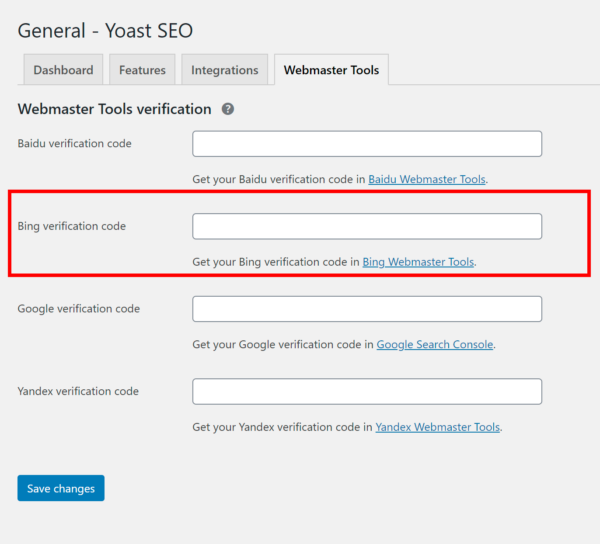 General - Yoast SEO
Dashboard Features Integrations Webmaster Tools
Webmaster Tools verification ?
Baidu verification code
Get your Baidu verification code in Baidu Webmaster Tools.
Bing verification code
Get your Bing verification code in Bing Webmaster Tools.
Google verification code
Get your Google verification code in Google Search Console.
Yandex verification code
Get your Yandex verification code in Yandex Webmaster Tools.
Save changes